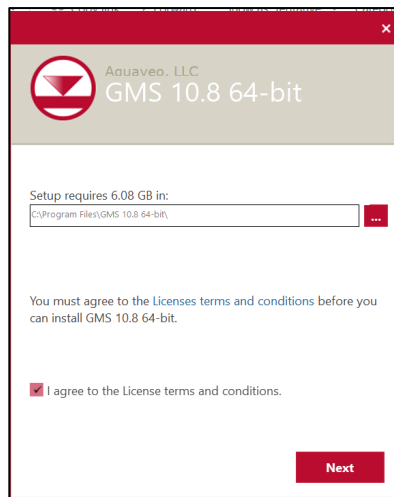 Aquaveo, LLC
GMS 10.8 64-bit
Setup requires 6.08 GB in:
C:\Program Files\GMS 10.8 64-bit\
...
You must agree to the Licenses terms and conditions before you
can install GMS 10.8 64-bit.
I agree to the License terms and conditions.
Next